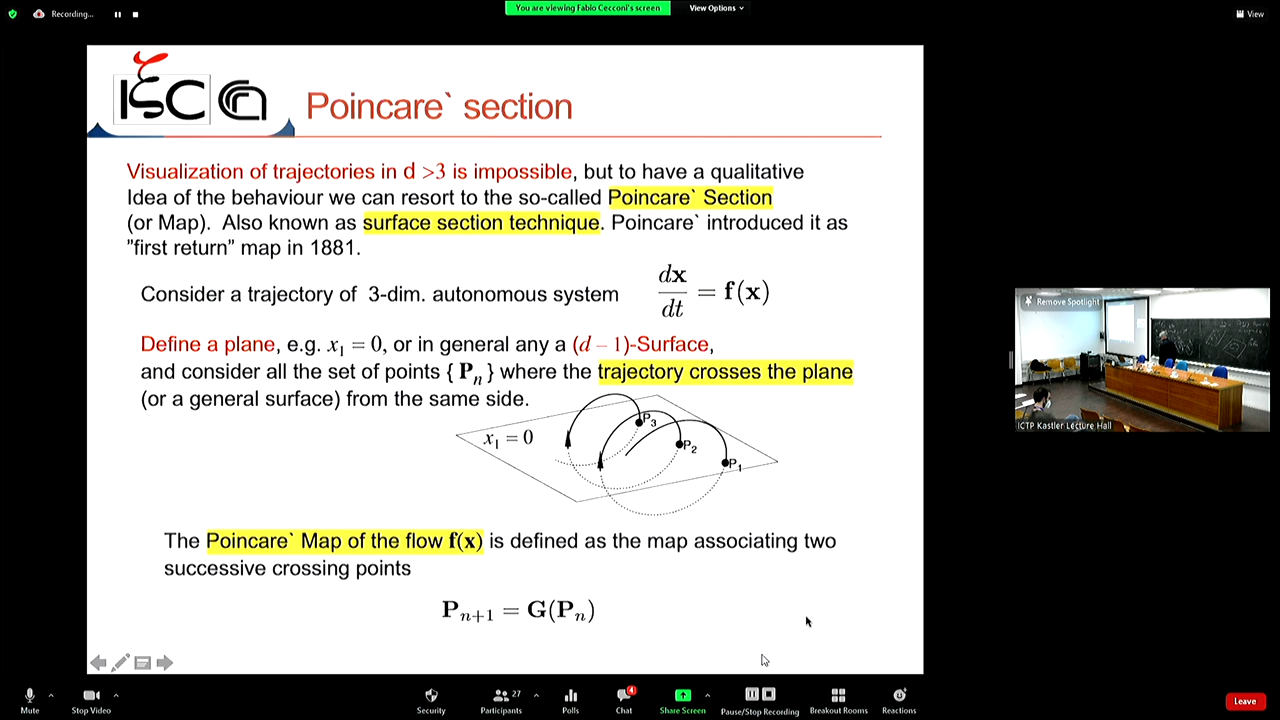 Recording...
You are viewing Fabio Cecconi's screen
View Options
View
ISC
Poincare` section
Visualization of trajectories in d >3 is impossible, but to have a qualitative
Idea of the behaviour we can resort to the so-called Poincare` Section
(or Map). Also known as surface section technique. Poincare` introduced it as
"first return" map in 1881.
Consider a trajectory of 3-dim. autonomous system dx/dt = f(x)
Define a plane, e.g. x₁ = 0, or in general any a (d – 1)-Surface,
and consider all the set of points { Pₙ } where the trajectory crosses the plane
(or a general surface) from the same side.
x₁ = 0
P₃
P₂
P₁
The Poincare` Map of the flow f(x) is defined as the map associating two
successive crossing points
Pₙ₊₁ = G(Pₙ)
Remove Spotlight
ICTP Kastler Lecture Hall
Mute
Stop Video
Security
27
Participants
Polls
4
Chat
Share Screen
Pause/Stop Recording
Breakout Rooms
Reactions
Leave